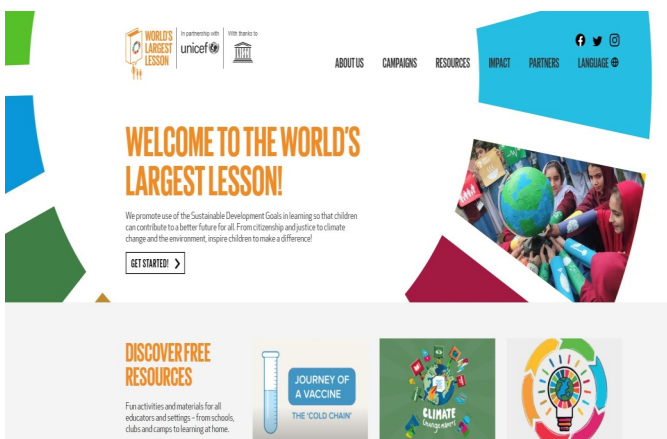 WORLD'S
LARGEST
LESSON
In partnership with
unicef
With thanks to
UNESCO
ABOUT US CAMPAIGNS RESOURCES IMPACT PARTNERS LANGUAGE
WELCOME TO THE WORLD'S
LARGEST LESSON!
We promote use of the Sustainable Development Goals in learning so that children
can contribute to a better future for all. From citizenship and justice to climate
change and the environment, inspire children to make a difference!
GET STARTED!
DISCOVER FREE
RESOURCES
Fun activities and materials for all
educators and settings – from schools,
clubs and camps to learning at home.
JOURNEY OF
A VACCINE
THE 'COLD CHAIN'
CLIMATE
Changemakers